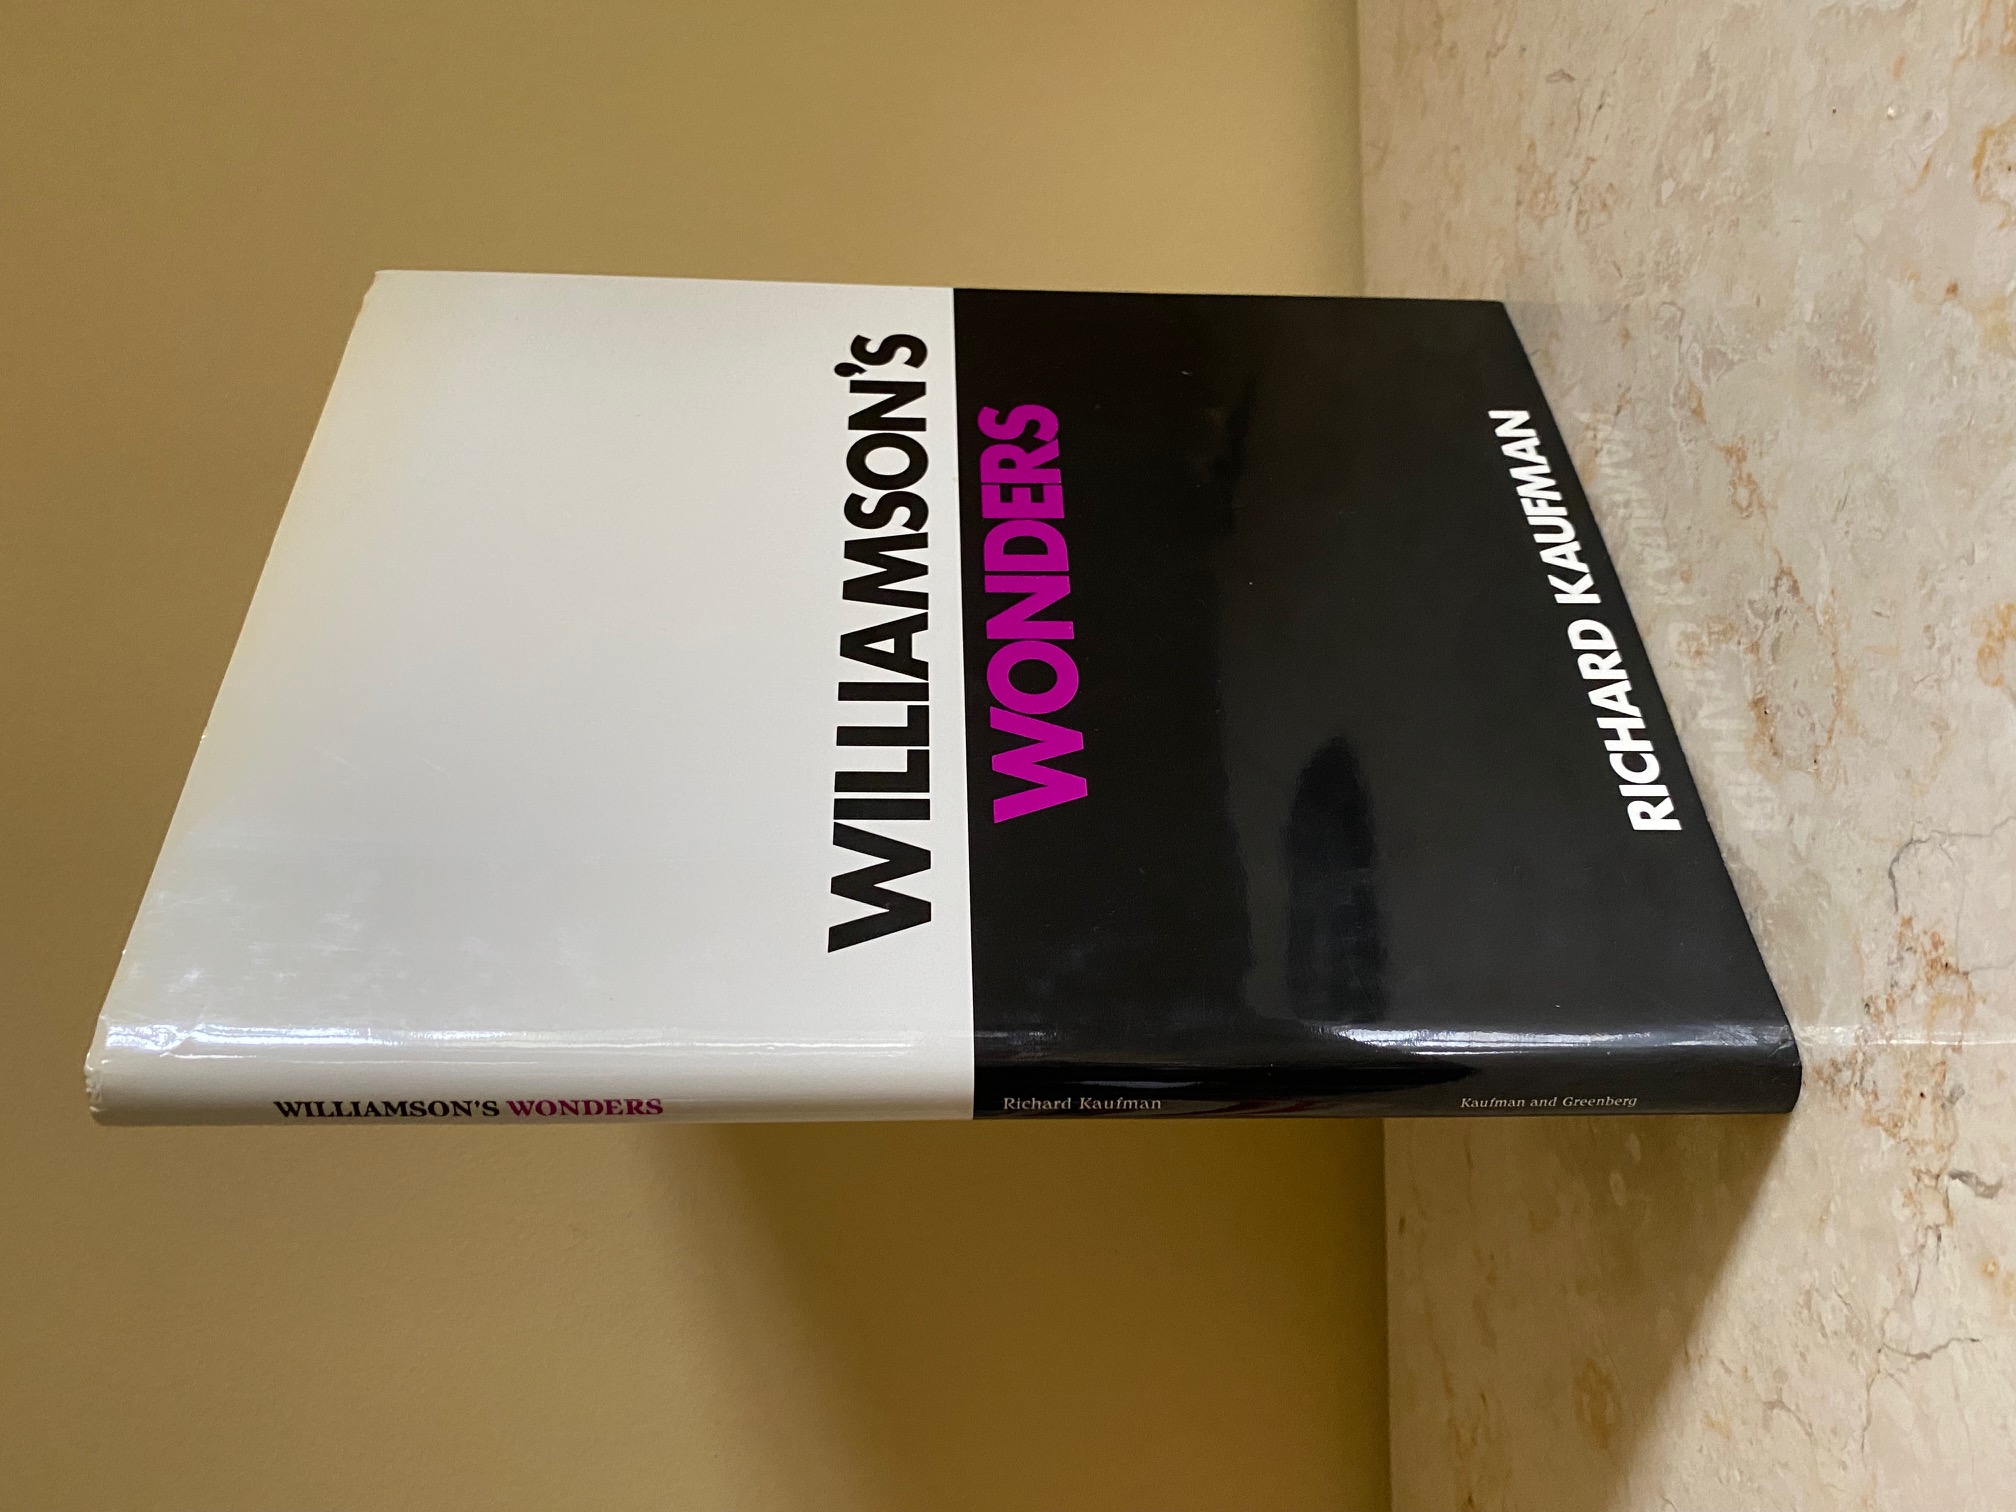 WILLIAMSON'S
WONDERS
RICHARD KAUFMAN
WILLIAMSON'S WONDERS
Richard Kaufman
Kaufman and Greenberg